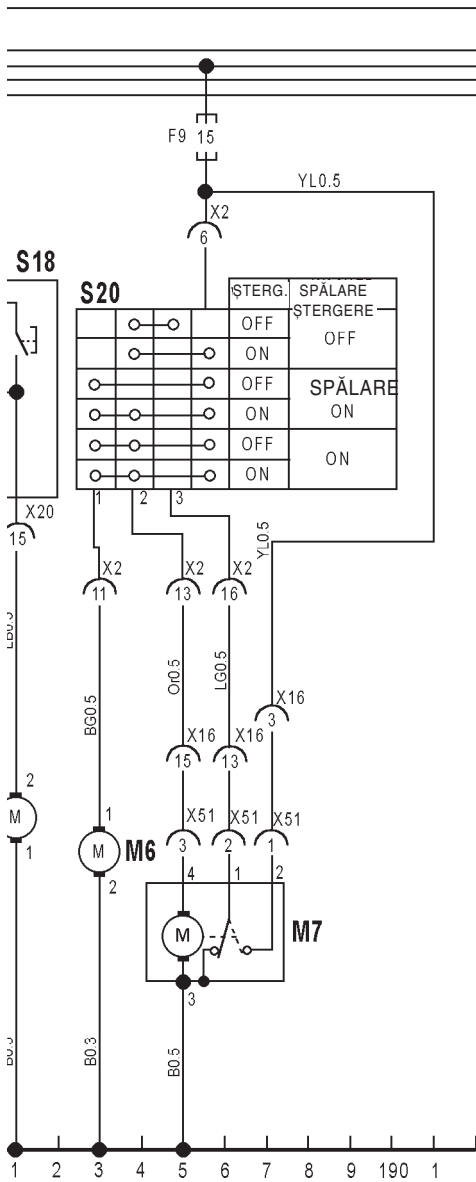 F9 15
YL0.5
X2
6
S18
S20
ȘTERG. SPĂLARE
ȘTERGERE
OFF
OFF
ON
OFF SPĂLARE
ON
ON
OFF
ON
ON
1 2 3
X20
15
YL0.5
X2 X2 X2
11 13 16
BG0.5
Or0.5
LG0.5
X16
3
X16 X16
15 13
2
M
1
1
M M6
2
X51 X51 X51
3 2 1
4 1 2
M
M7
3
B0.3
B0.5
1 2 3 4 5 6 7 8 9 190 1